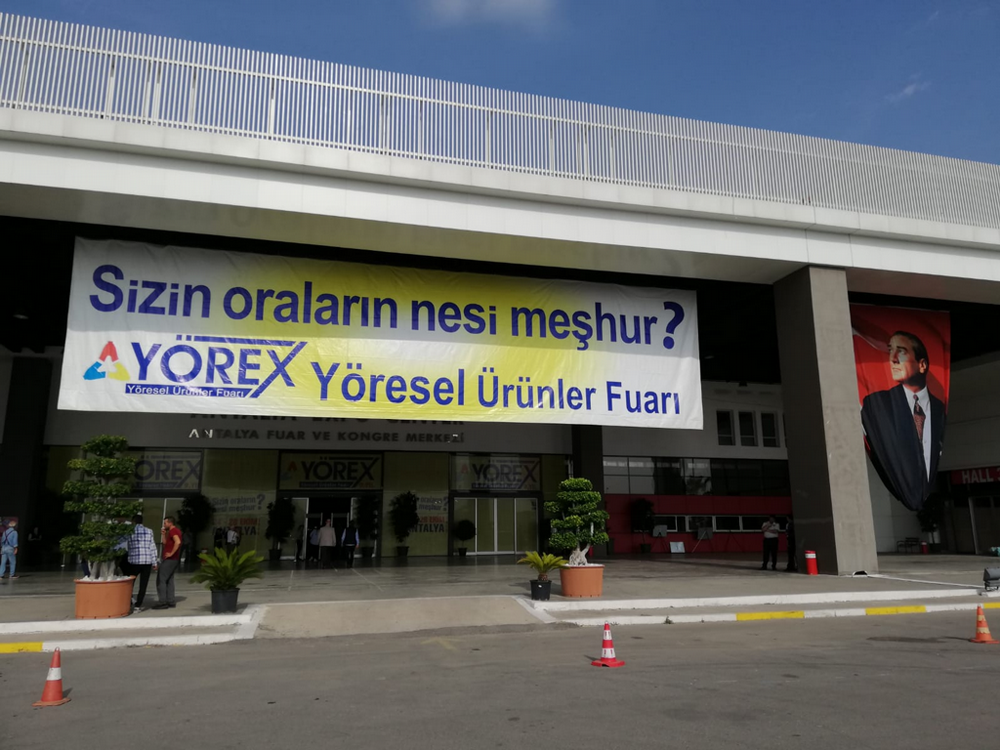 Sizin oraların nesi meşhur?
YÖREX
Yöresel Ürünler Fuarı
Yöresel Ürünler Fuarı
ANTALYA FUAR VE KONGRE MERKEZİ
YÖREX
YÖREX
YÖREX
HALL